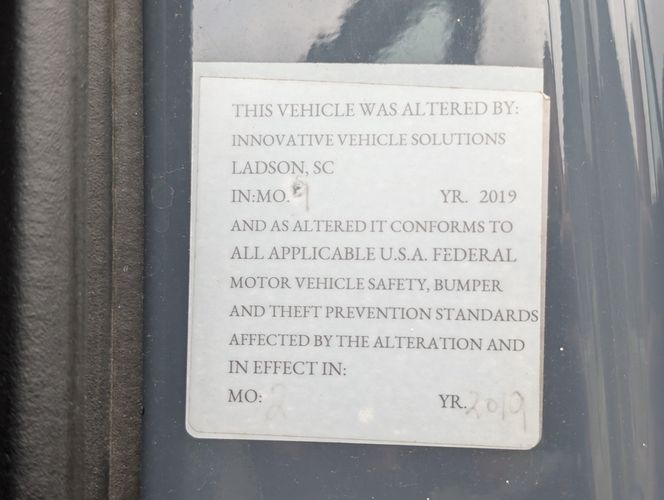 THIS VEHICLE WAS ALTERED BY:
INNOVATIVE VEHICLE SOLUTIONS
LADSON, SC
IN:MO. 9 YR. 2019
AND AS ALTERED IT CONFORMS TO
ALL APPLICABLE U.S.A. FEDERAL
MOTOR VEHICLE SAFETY, BUMPER
AND THEFT PREVENTION STANDARDS
AFFECTED BY THE ALTERATION AND
IN EFFECT IN:
MO: 2 YR. 2019